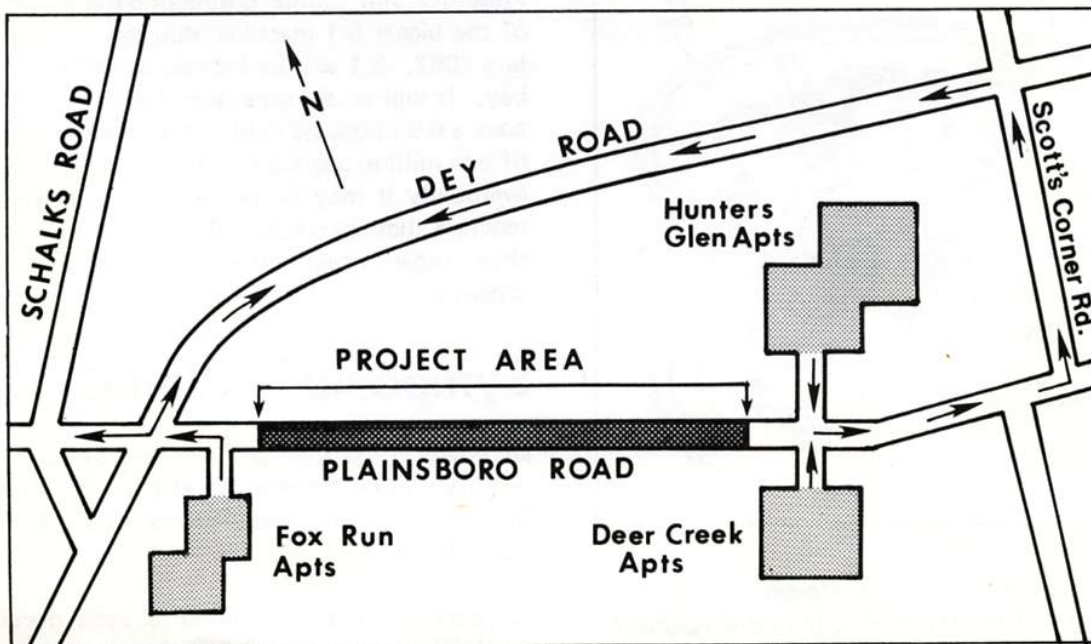 SCHALKS ROAD
N
DEY ROAD
Scott's Corner Rd.
Hunters
Glen Apts
PROJECT AREA
PLAINSBORO ROAD
Fox Run
Apts
Deer Creek
Apts